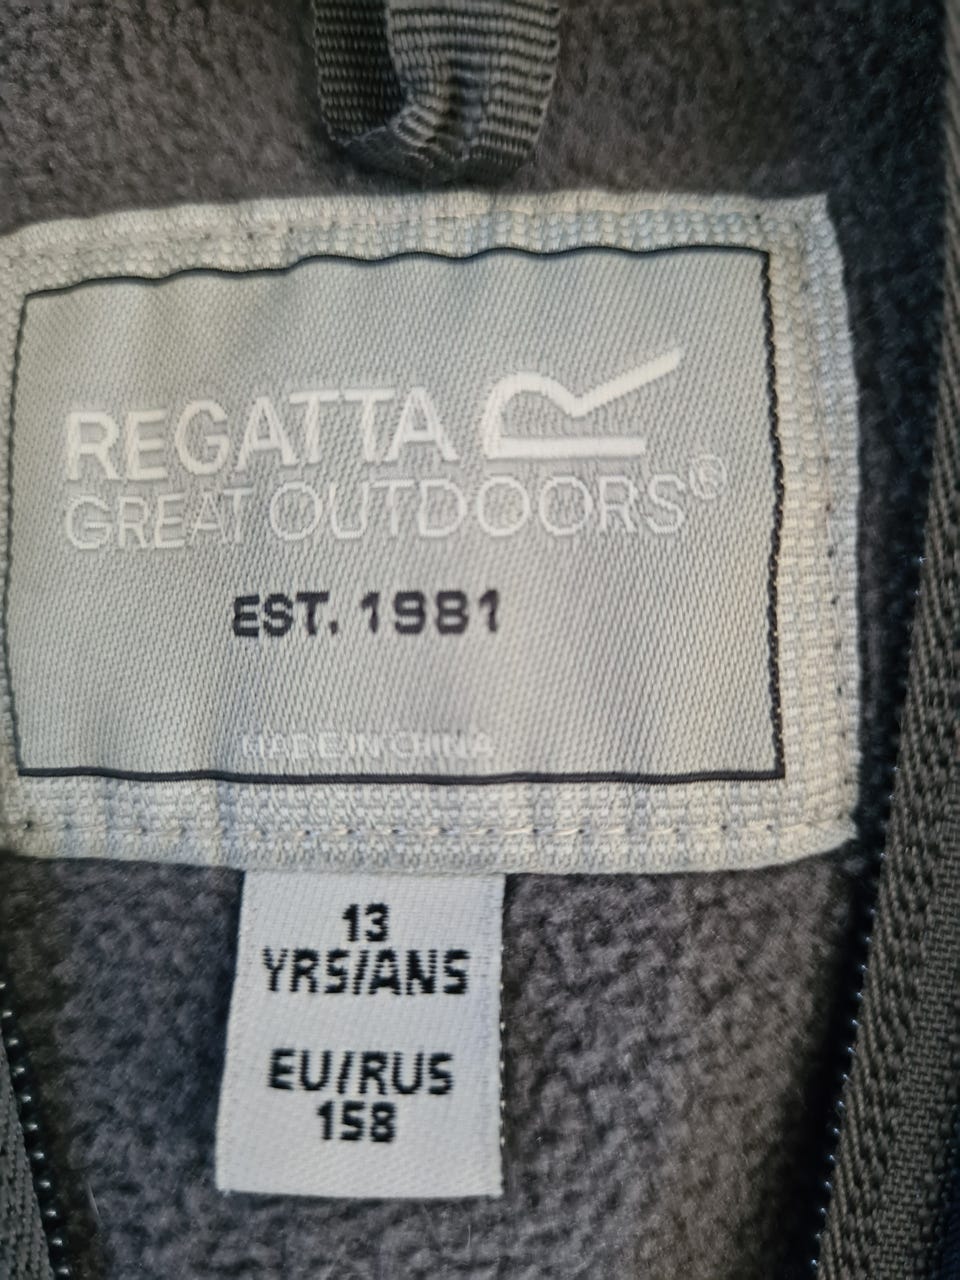 REGATTA
GREAT OUTDOORS®
EST. 1981
MADE IN CHINA
13
YRS/ANS
EU/RUS
158